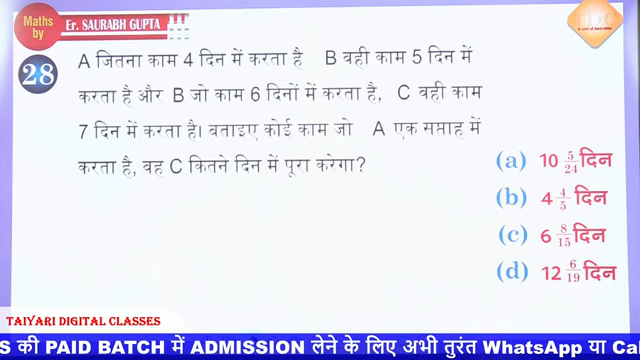 Maths by Er. SAURABH GUPTA
28
A जितना काम 4 दिन में करता है B वही काम 5 दिन में
करता है और B जो काम 6 दिनों में करता है, C वही काम
7 दिन में करता है। बताइए कोई काम जो A एक सप्ताह में
करता है, वह C कितने दिन में पूरा करेगा?
(a) 10 5/24 दिन
(b) 4 4/5 दिन
(c) 6 8/15 दिन
(d) 12 6/19 दिन
TAIYARI DIGITAL CLASSES
S की PAID BATCH में ADMISSION लेने के लिए अभी तुरंत WhatsApp या Ca